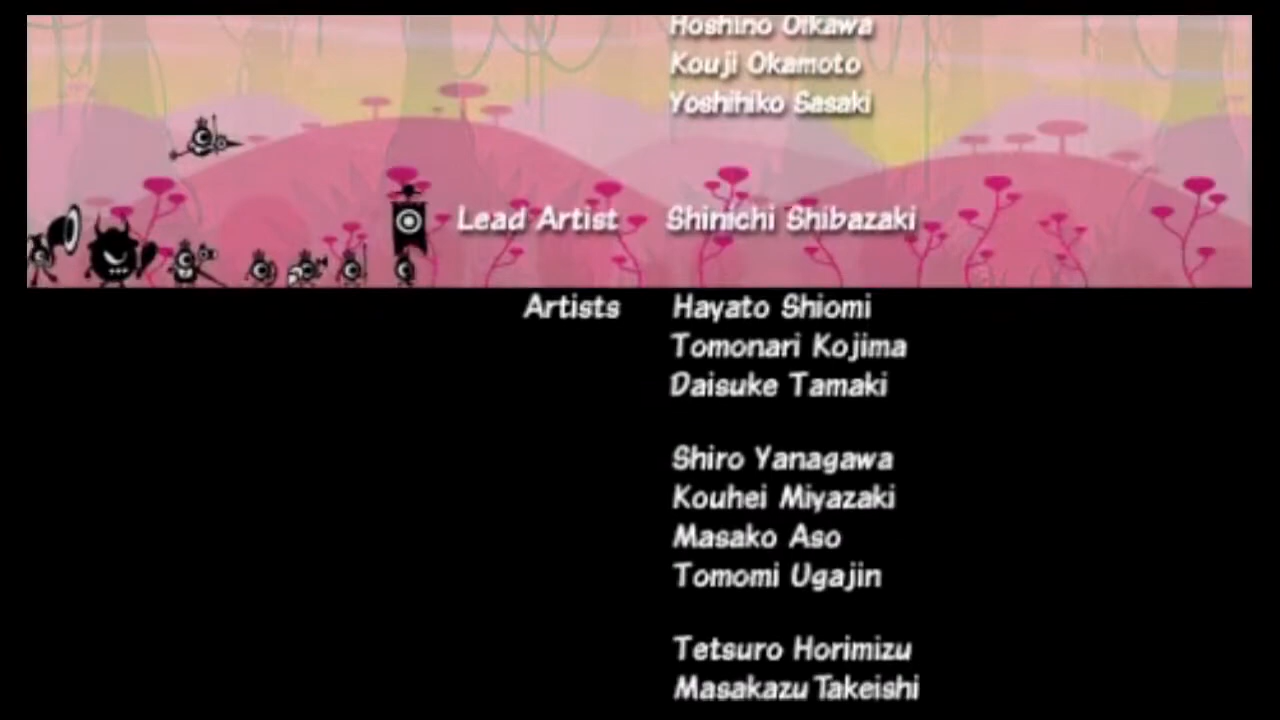 Hoshino Oikawa
Kouji Okamoto
Yoshihiko Sasaki
Lead Artist Shinichi Shibazaki
Artists Hayato Shiomi
Tomonari Kojima
Daisuke Tamaki
Shiro Yanagawa
Kouhei Miyazaki
Masako Aso
Tomomi Ugajin
Tetsuro Horimizu
Masakazu Takeishi